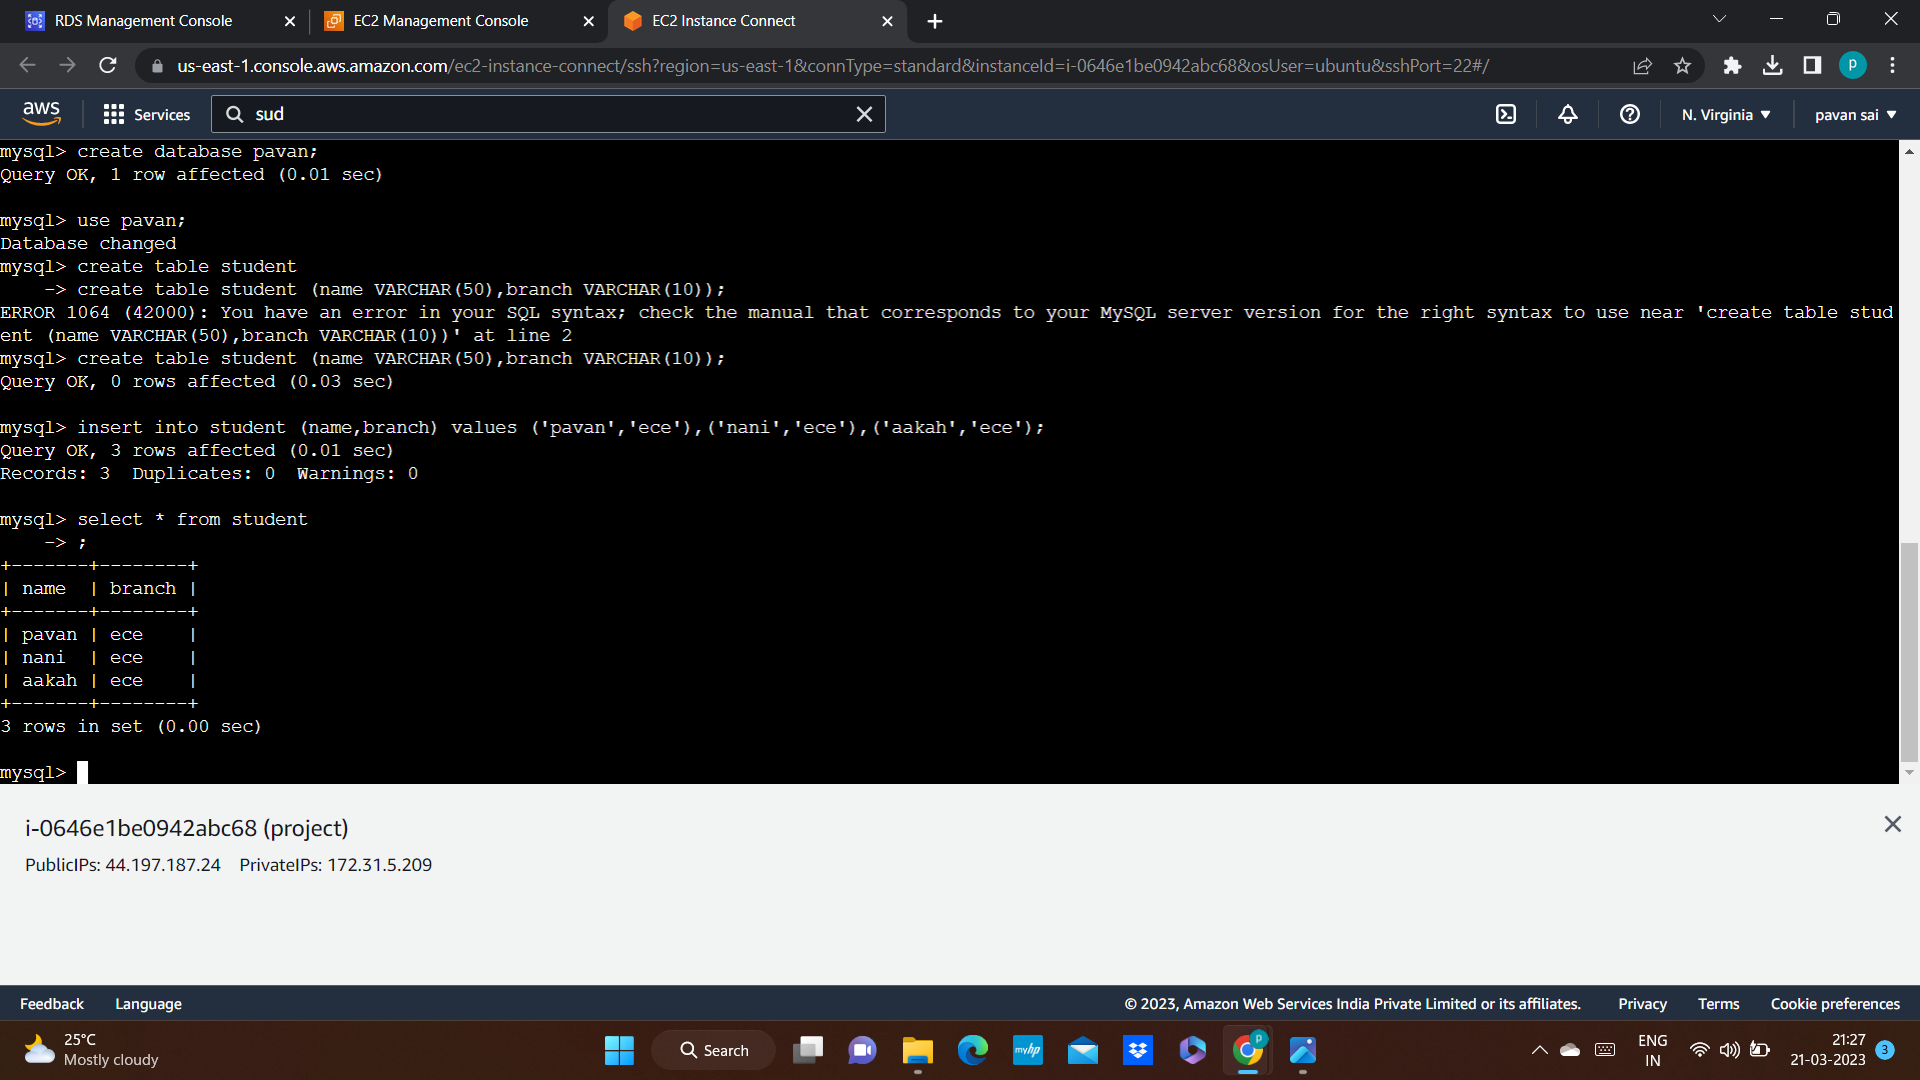 RDS Management Console
EC2 Management Console
EC2 Instance Connect
us-east-1.console.aws.amazon.com/ec2-instance-connect/ssh?region=us-east-1&connType=standard&instanceId=i-0646e1be0942abc68&osUser=ubuntu&sshPort=22#/
P
aws
Services
sud
N. Virginia
pavan sai
mysql> create database pavan;
Query OK, 1 row affected (0.01 sec)
mysql> use pavan;
Database changed
mysql> create table student
    -> create table student (name VARCHAR(50),branch VARCHAR(10));
ERROR 1064 (42000): You have an error in your SQL syntax; check the manual that corresponds to your MySQL server version for the right syntax to use near 'create table stud
ent (name VARCHAR(50),branch VARCHAR(10))' at line 2
mysql> create table student (name VARCHAR(50),branch VARCHAR(10));
Query OK, 0 rows affected (0.03 sec)
mysql> insert into student (name,branch) values ('pavan','ece'),('nani','ece'),('aakah','ece');
Query OK, 3 rows affected (0.01 sec)
Records: 3  Duplicates: 0  Warnings: 0
mysql> select * from student
    -> ;
+-------+--------+
| name  | branch |
+-------+--------+
| pavan | ece    |
| nani  | ece    |
| aakah | ece    |
+-------+--------+
3 rows in set (0.00 sec)
mysql>
i-0646e1be0942abc68 (project)
PublicIPs: 44.197.187.24 PrivateIPs: 172.31.5.209
Feedback Language
© 2023, Amazon Web Services India Private Limited or its affiliates. Privacy Terms Cookie preferences
25°C
Mostly cloudy
Search
myhp
P
ENG
IN
21:27
21-03-2023
3